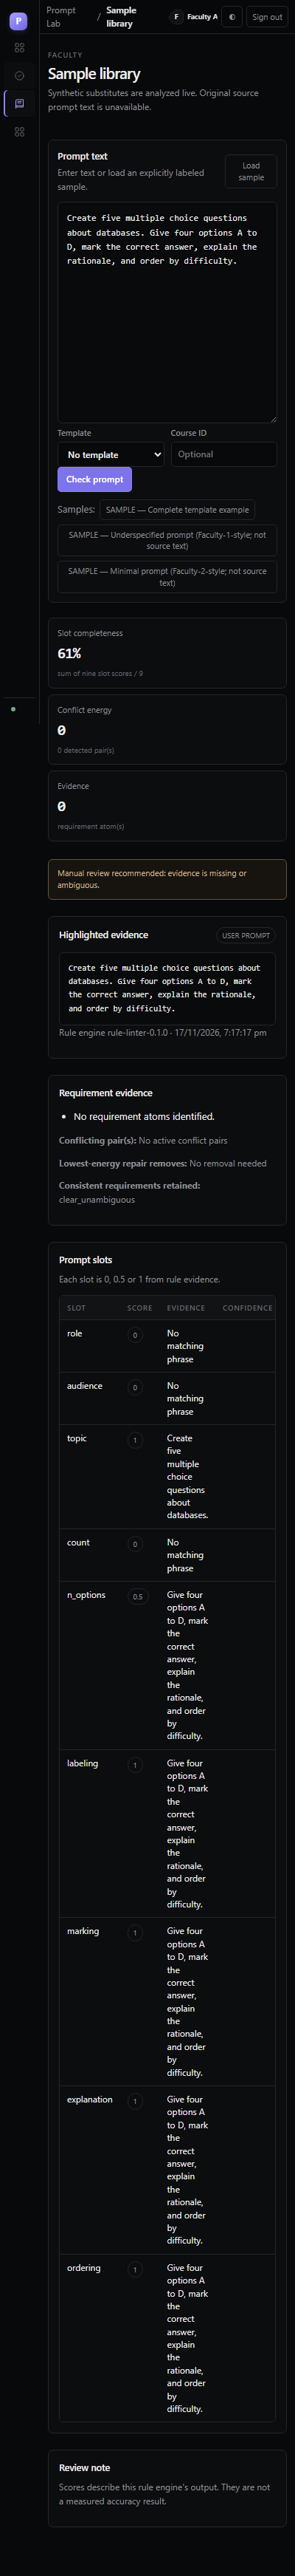 P
Prompt Lab / Sample library
F Faculty A
Sign out
FACULTY
Sample library
Synthetic substitutes are analyzed live. Original source
prompt text is unavailable.
Prompt text
Enter text or load an explicitly labeled
sample.
Load
sample
Create five multiple choice questions
about databases. Give four options A to
D, mark the correct answer, explain the
rationale, and order by difficulty.
Template
Course ID
No template
Optional
Check prompt
Samples:
SAMPLE — Complete template example
SAMPLE — Underspecified prompt (Faculty-1-style; not
source text)
SAMPLE — Minimal prompt (Faculty-2-style; not source
text)
Slot completeness
61%
sum of nine slot scores / 9
Conflict energy
0
0 detected pair(s)
Evidence
0
requirement atom(s)
Manual review recommended: evidence is missing or
ambiguous.
Highlighted evidence
USER PROMPT
Create five multiple choice questions about
databases. Give four options A to D, mark
the correct answer, explain the rationale,
and order by difficulty.
Rule engine rule-linter-0.1.0 · 17/11/2026, 7:17:17 pm
Requirement evidence
• No requirement atoms identified.
Conflicting pair(s): No active conflict pairs
Lowest-energy repair removes: No removal needed
Consistent requirements retained:
clear_unambiguous
Prompt slots
Each slot is 0, 0.5 or 1 from rule evidence.
SLOT SCORE EVIDENCE CONFIDENCE
role 0 No
matching
phrase
audience 0 No
matching
phrase
topic 1 Create
five
multiple
choice
questions
about
databases.
count 0 No
matching
phrase
n_options 0.5 Give four
options A
to D, mark
the
correct
answer,
explain
the
rationale,
and order
by
difficulty.
labeling 1 Give four
options A
to D, mark
the
correct
answer,
explain
the
rationale,
and order
by
difficulty.
marking 1 Give four
options A
to D, mark
the
correct
answer,
explain
the
rationale,
and order
by
difficulty.
explanation 1 Give four
options A
to D, mark
the
correct
answer,
explain
the
rationale,
and order
by
difficulty.
ordering 1 Give four
options A
to D, mark
the
correct
answer,
explain
the
rationale,
and order
by
difficulty.
Review note
Scores describe this rule engine's output. They are not
a measured accuracy result.